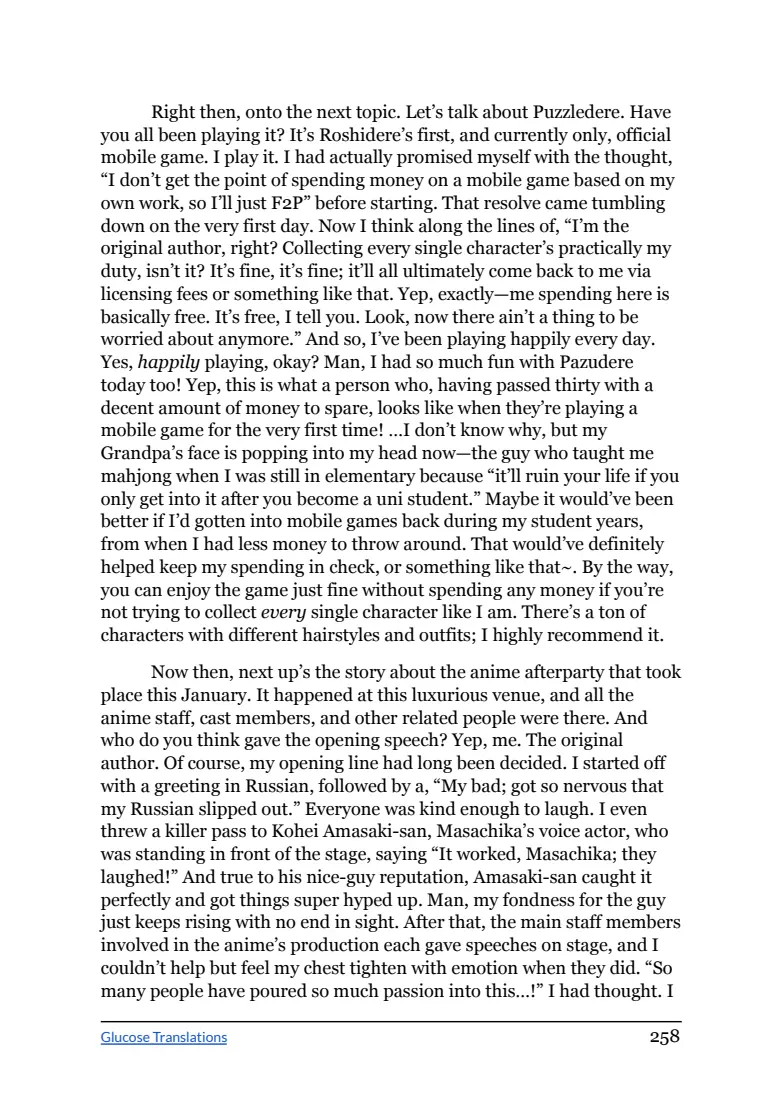 Right then, onto the next topic. Let’s talk about Puzzledere. Have
you all been playing it? It’s Roshidere’s first, and currently only, official
mobile game. I play it. I had actually promised myself with the thought,
“I don’t get the point of spending money on a mobile game based on my
own work, so I’ll just F2P” before starting. That resolve came tumbling
down on the very first day. Now I think along the lines of, “I’m the
original author, right? Collecting every single character’s practically my
duty, isn’t it? It’s fine, it’s fine; it’ll all ultimately come back to me via
licensing fees or something like that. Yep, exactly—me spending here is
basically free. It’s free, I tell you. Look, now there ain’t a thing to be
worried about anymore.” And so, I’ve been playing happily every day.
Yes, happily playing, okay? Man, I had so much fun with Pazudere
today too! Yep, this is what a person who, having passed thirty with a
decent amount of money to spare, looks like when they’re playing a
mobile game for the very first time! …I don’t know why, but my
Grandpa’s face is popping into my head now—the guy who taught me
mahjong when I was still in elementary because “it’ll ruin your life if you
only get into it after you become a uni student.” Maybe it would’ve been
better if I’d gotten into mobile games back during my student years,
from when I had less money to throw around. That would’ve definitely
helped keep my spending in check, or something like that~. By the way,
you can enjoy the game just fine without spending any money if you’re
not trying to collect every single character like I am. There’s a ton of
characters with different hairstyles and outfits; I highly recommend it.
Now then, next up’s the story about the anime afterparty that took
place this January. It happened at this luxurious venue, and all the
anime staff, cast members, and other related people were there. And
who do you think gave the opening speech? Yep, me. The original
author. Of course, my opening line had long been decided. I started off
with a greeting in Russian, followed by a, “My bad; got so nervous that
my Russian slipped out.” Everyone was kind enough to laugh. I even
threw a killer pass to Kohei Amasaki-san, Masachika’s voice actor, who
was standing in front of the stage, saying “It worked, Masachika; they
laughed!” And true to his nice-guy reputation, Amasaki-san caught it
perfectly and got things super hyped up. Man, my fondness for the guy
just keeps rising with no end in sight. After that, the main staff members
involved in the anime’s production each gave speeches on stage, and I
couldn’t help but feel my chest tighten with emotion when they did. “So
many people have poured so much passion into this…!” I had thought. I
Glucose Translations
258